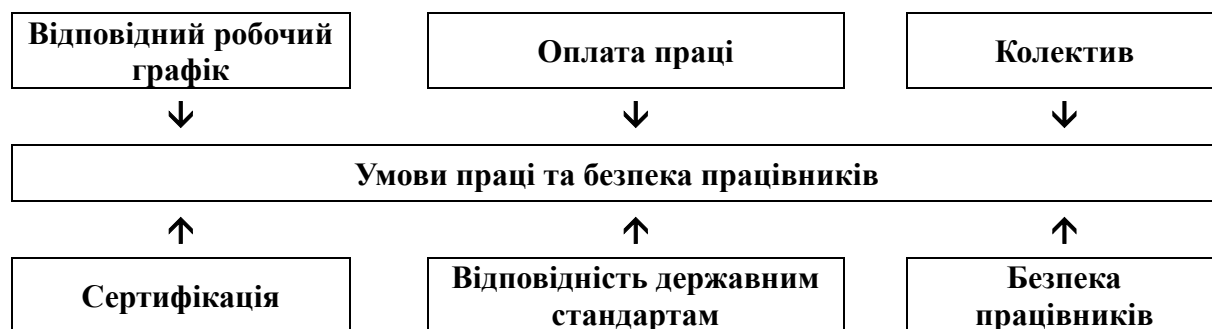 Відповідний робочий
графік
Оплата праці
Колектив
Умови праці та безпека працівників
Сертифікація
Відповідність державним
стандартам
Безпека
працівників